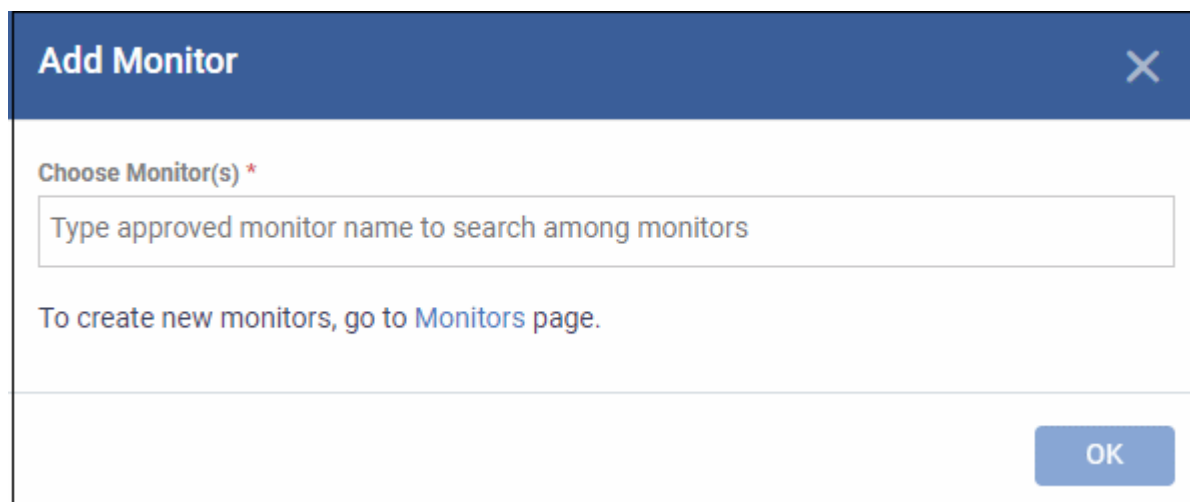 Add Monitor
Choose Monitor(s) *
Type approved monitor name to search among monitors
To create new monitors, go to Monitors page.
OK